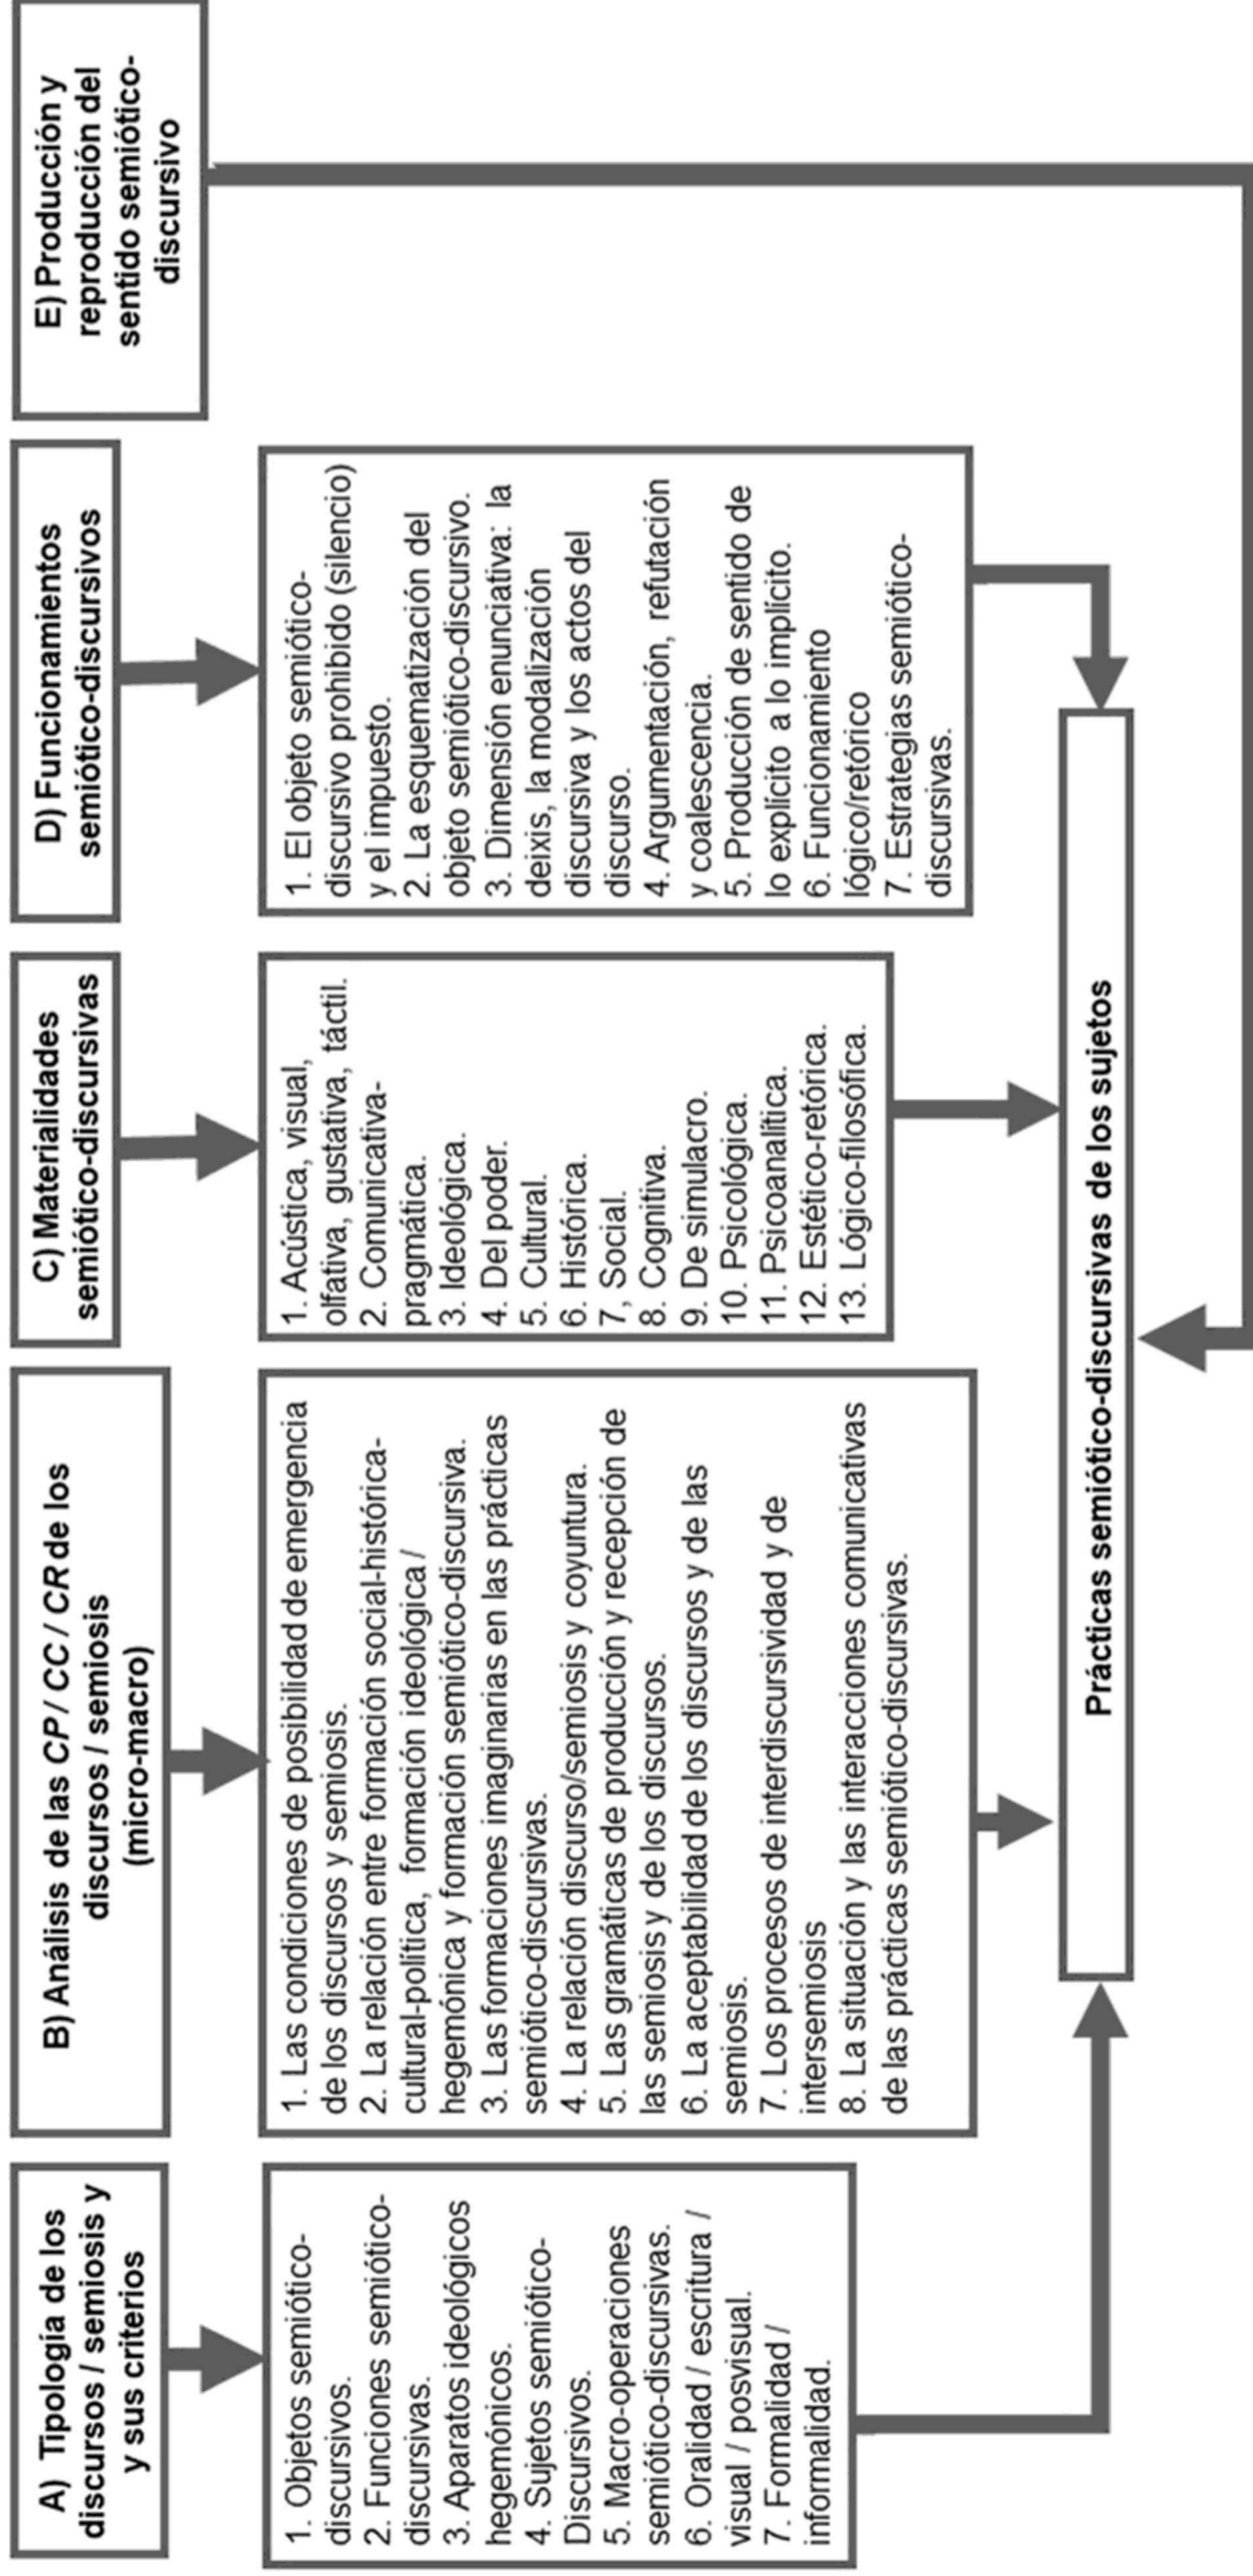 A) Tipología de los
discursos / semiosis y
y sus criterios
1. Objetos semiótico-
discursivos.
2. Funciones semiótico-
discursivas.
3. Aparatos ideológicos
hegemónicos.
4. Sujetos semiótico-
Discursivos.
5. Macro-operaciones
semiótico-discursivas.
6. Oralidad / escritura /
visual / posvisual.
7. Formalidad /
informalidad.
B) Análisis de las CP / CC / CR de los
discursos / semiosis
(micro-macro)
1. Las condiciones de posibilidad de emergencia
de los discursos y semiosis.
2. La relación entre formación social-histórica-
cultural-política, formación ideológica /
hegemónica y formación semiótico-discursiva.
3. Las formaciones imaginarias en las prácticas
semiótico-discursivas.
4. La relación discurso/semiosis y coyuntura.
5. Las gramáticas de producción y recepción de
las semiosis y de los discursos.
6. La aceptabilidad de los discursos y de las
semiosis.
7. Los procesos de interdiscursividad y de
intersemiosis
8. La situación y las interacciones comunicativas
de las prácticas semiótico-discursivas.
C) Materialidades
semiótico-discursivas
1. Acústica, visual,
olfativa, gustativa, táctil.
2. Comunicativa-
pragmática.
3. Ideológica.
4. Del poder.
5. Cultural.
6. Histórica.
7, Social.
8. Cognitiva.
9. De simulacro.
10. Psicológica.
11. Psicoanalítica.
12. Estético-retórica.
13. Lógico-filosófica.
D) Funcionamientos
semiótico-discursivos
1. El objeto semiótico-
discursivo prohibido (silencio)
y el impuesto.
2. La esquematización del
objeto semiótico-discursivo.
3. Dimensión enunciativa: la
deixis, la modalización
discursiva y los actos del
discurso.
4. Argumentación, refutación
y coalescencia.
5. Producción de sentido de
lo explícito a lo implícito.
6. Funcionamiento
lógico/retórico
7. Estrategias semiótico-
discursivas.
E) Producción y
reproducción del
sentido semiótico-
discursivo
Prácticas semiótico-discursivas de los sujetos